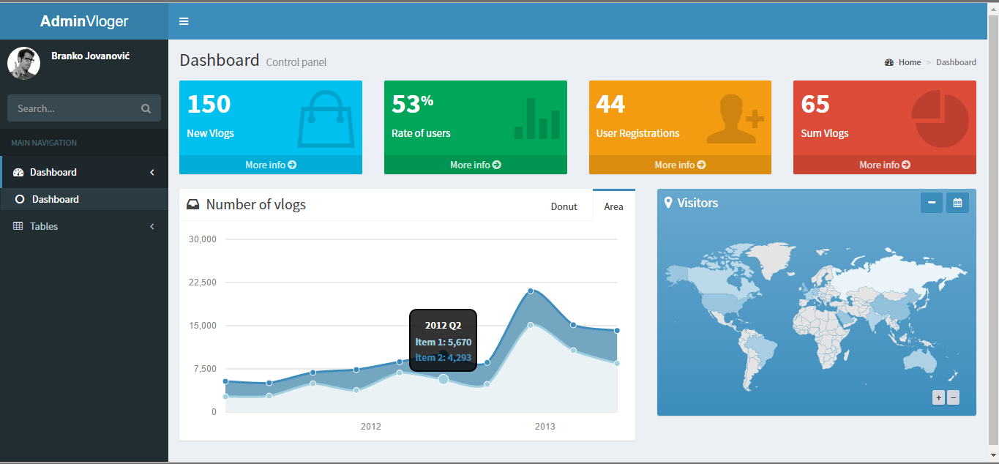 AdminVloger
Branko Jovanović
Search...
MAIN NAVIGATION
Dashboard
Dashboard
Tables
Dashboard Control panel
Home > Dashboard
150
New Vlogs
More info
53%
Rate of users
More info
44
User Registrations
More info
65
Sum Vlogs
More info
Number of vlogs
Donut
Area
30,000
22,500
15,000
7,500
0
2012 Q2
Item 1: 5,670
Item 2: 4,293
2012
2013
Visitors
+
−